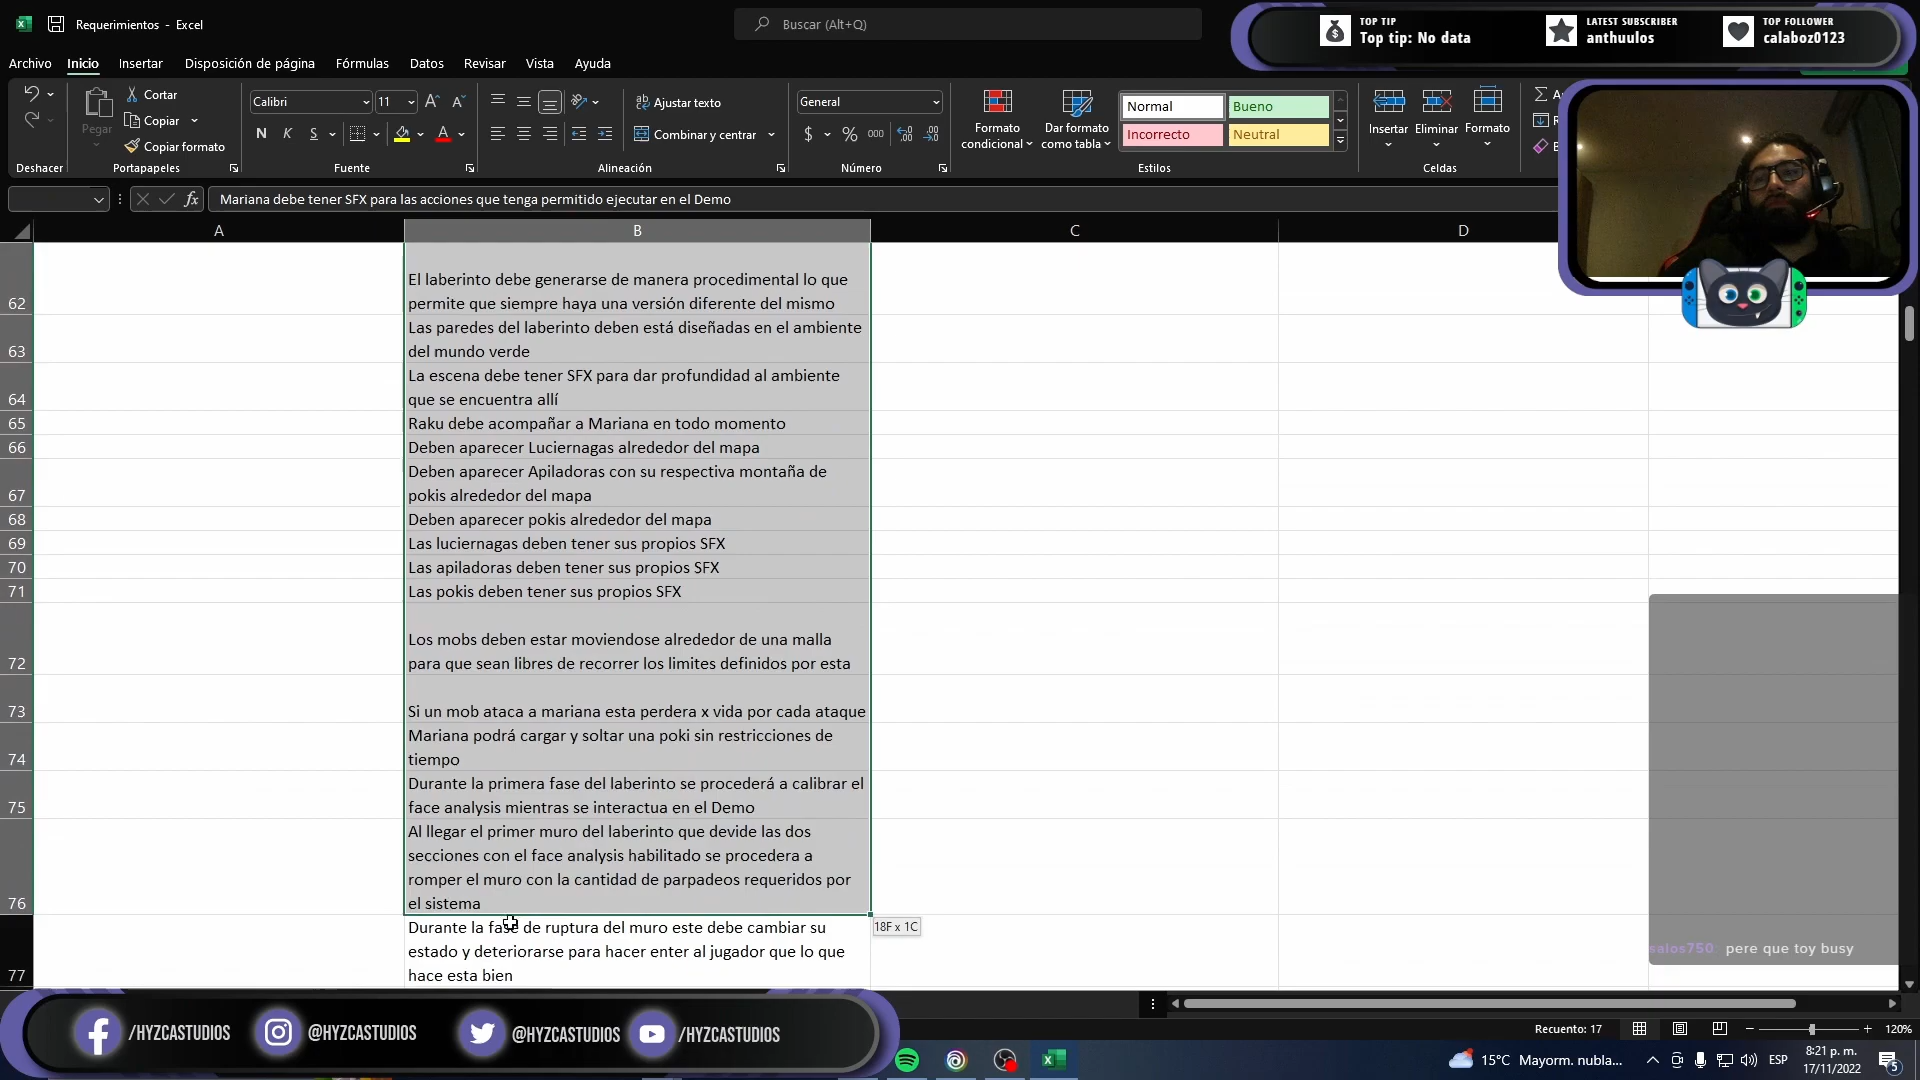 Requerimientos - Excel
Buscar (Alt+Q)
TOP TIP
Top tip: No data
LATEST SUBSCRIBER
anthuulos
TOP FOLLOWER
calaboz0123
Archivo Inicio Insertar Disposición de página Fórmulas Datos Revisar Vista Ayuda
Pegar
Cortar
Copiar
Copiar formato
Calibri 11
N K S
Ajustar texto
Combinar y centrar
General
$ % 000
Formato
condicional
Dar formato
como tabla
Normal Bueno
Incorrecto Neutral
Insertar Eliminar Formato
Deshacer Portapapeles Fuente Alineación Número Estilos Celdas
fx Mariana debe tener SFX para las acciones que tenga permitido ejecutar en el Demo
A B C D
El laberinto debe generarse de manera procedimental lo que
62 permite que siempre haya una versión diferente del mismo
Las paredes del laberinto deben está diseñadas en el ambiente
63 del mundo verde
La escena debe tener SFX para dar profundidad al ambiente
64 que se encuentra allí
65 Raku debe acompañar a Mariana en todo momento
66 Deben aparecer Luciernagas alrededor del mapa
Deben aparecer Apiladoras con su respectiva montaña de
67 pokis alrededor del mapa
68 Deben aparecer pokis alrededor del mapa
69 Las luciernagas deben tener sus propios SFX
70 Las apiladoras deben tener sus propios SFX
71 Las pokis deben tener sus propios SFX
Los mobs deben estar moviendose alrededor de una malla
72 para que sean libres de recorrer los limites definidos por esta
73 Si un mob ataca a mariana esta perdera x vida por cada ataque
Mariana podrá cargar y soltar una poki sin restricciones de
74 tiempo
Durante la primera fase del laberinto se procederá a calibrar el
75 face analysis mientras se interactua en el Demo
Al llegar el primer muro del laberinto que devide las dos
secciones con el face analysis habilitado se procedera a
romper el muro con la cantidad de parpadeos requeridos por
76 el sistema
18F x 1C
Durante la fase de ruptura del muro este debe cambiar su
estado y deteriorarse para hacer enter al jugador que lo que
77 hace esta bien
salos750 pere que toy busy
/HYZCASTUDIOS @HYZCASTUDIOS @HYZCASTUDIOS /HYZCASTUDIOS
Recuento: 17
120%
15°C Mayorm. nubla...
ESP
8:21 p. m.
17/11/2022
5